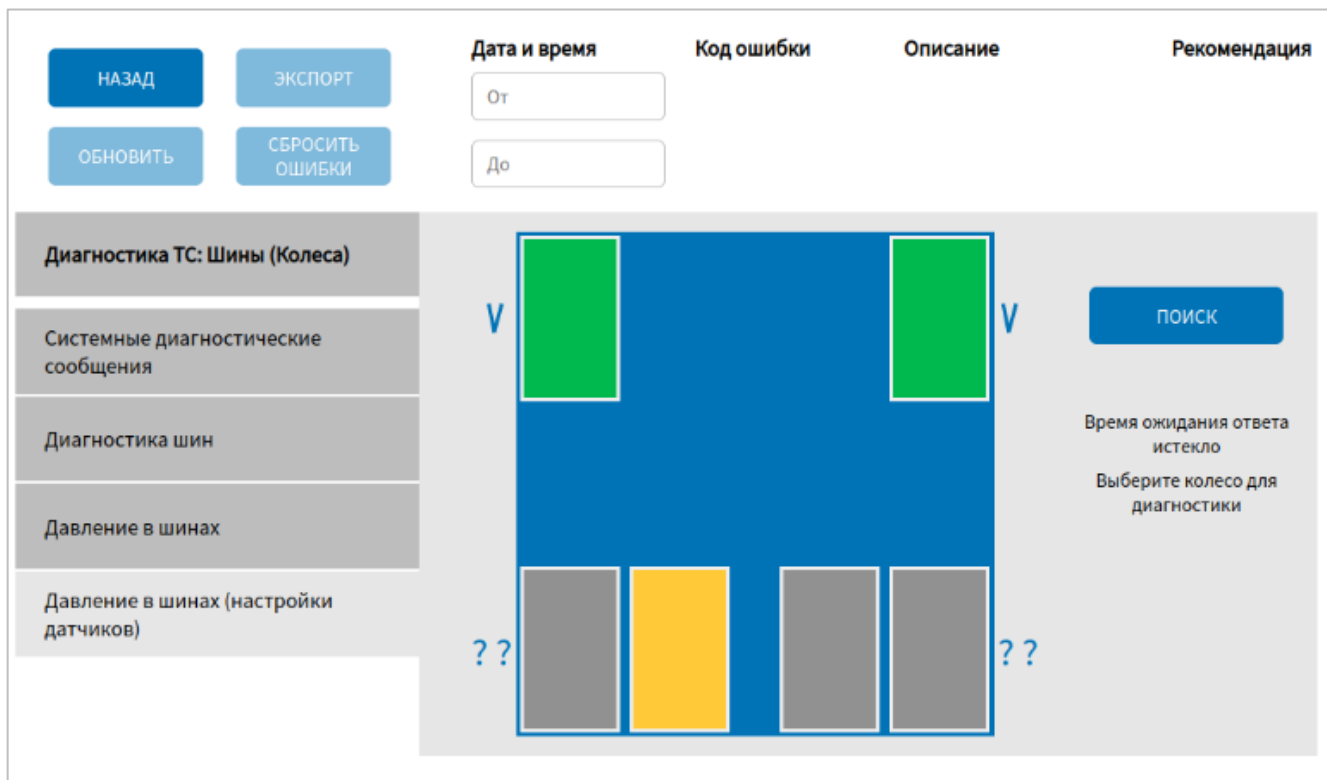 НАЗАД
ЭКСПОРТ
ОБНОВИТЬ
СБРОСИТЬ
ОШИБКИ
Дата и время
Код ошибки
Описание
Рекомендация
От
До
Диагностика ТС: Шины (Колеса)
Системные диагностические
сообщения
Диагностика шин
Давление в шинах
Давление в шинах (настройки
датчиков)
V
V
? ?
? ?
ПОИСК
Время ожидания ответа
истекло
Выберите колесо для
диагностики